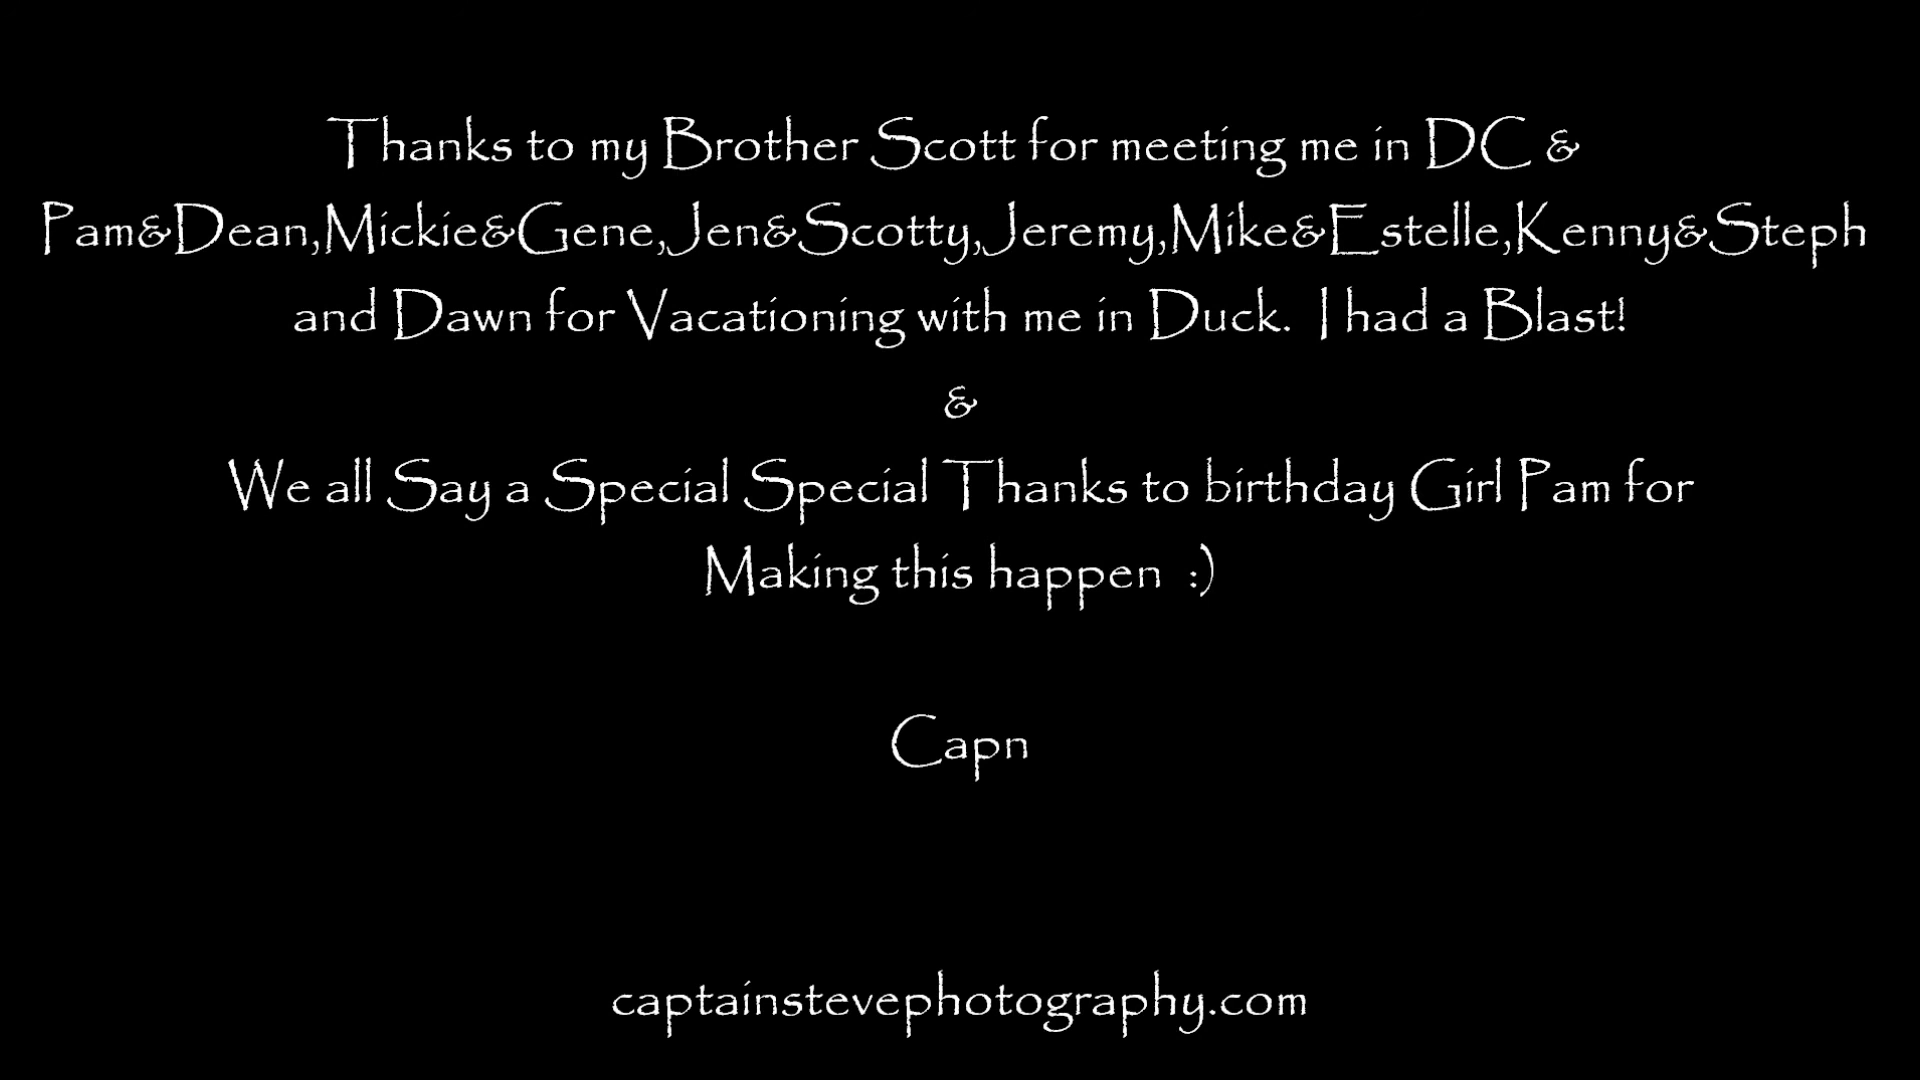 Thanks to my Brother Scott for meeting me in DC &
Pam&Dean,Mickie&Gene,Jen&Scotty,Jeremy,Mike&Estelle,Kenny&Steph
and Dawn for Vacationing with me in Duck.  I had a Blast!
&
We all Say a Special Special Thanks to birthday Girl Pam for
Making this happen  :)
Capn
captainstevephotography.com